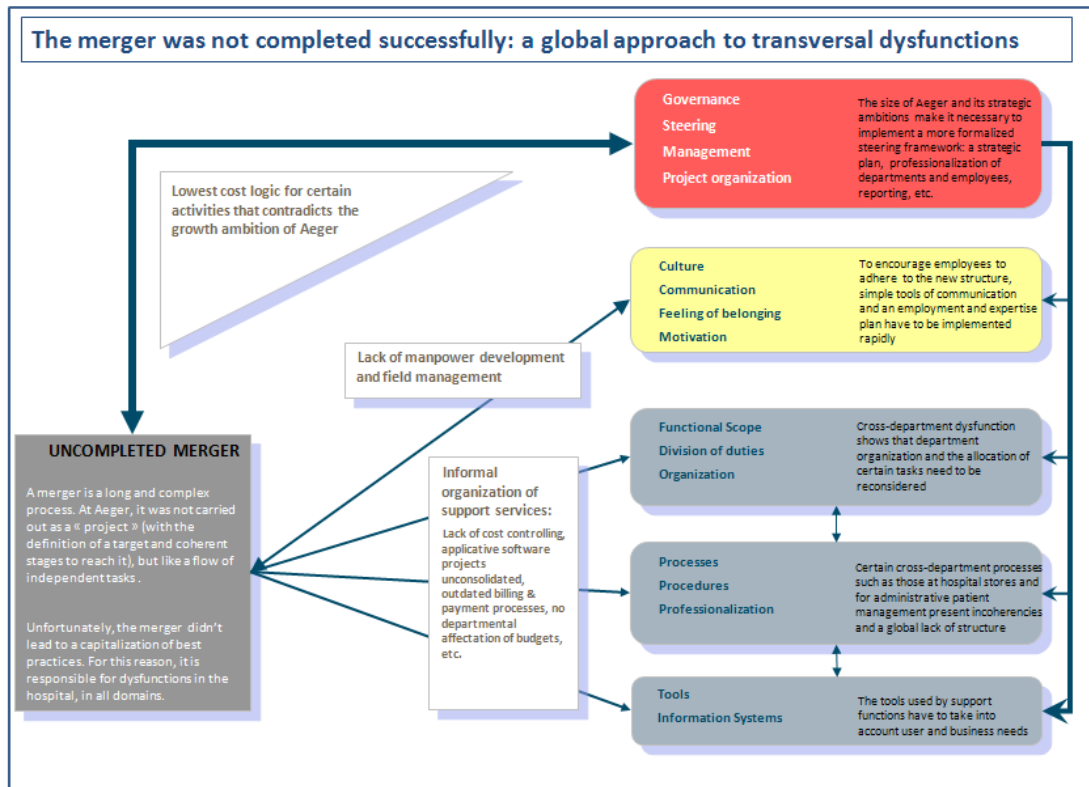 The merger was not completed successfully: a global approach to transversal dysfunctions
Governance
Steering
Management
Project organization
The size of Aeger and its strategic
ambitions make it necessary to
implement a more formalized
steering framework: a strategic
plan, professionalization of
departments and employees,
reporting, etc.
Lowest cost logic for certain
activities that contradicts the
growth ambition of Aeger
Culture
Communication
Feeling of belonging
Motivation
To encourage employees to
adhere to the new structure,
simple tools of communication
and an employment and expertise
plan have to be implemented
rapidly
Lack of manpower development
and field management
UNCOMPLETED MERGER
A merger is a long and complex
process. At Aeger, it was not carried
out as a « project » (with the
definition of a target and coherent
stages to reach it), but like a flow of
independent tasks .
Unfortunately, the merger didn't
lead to a capitalization of best
practices. For this reason, it is
responsible for dysfunctions in the
hospital, in all domains.
Informal
organization of
support services:
Lack of cost controlling,
applicative software
projects
unconsolidated,
outdated billing &
payment processes, no
departmental
affectation of budgets,
etc.
Functional Scope
Division of duties
Organization
Cross-department dysfunction
shows that department
organization and the allocation of
certain tasks need to be
reconsidered
Processes
Procedures
Professionalization
Certain cross-department processes
such as those at hospital stores and
for administrative patient
management present incoherencies
and a global lack of structure
Tools
Information Systems
The tools used by support
functions have to take into
account user and business needs